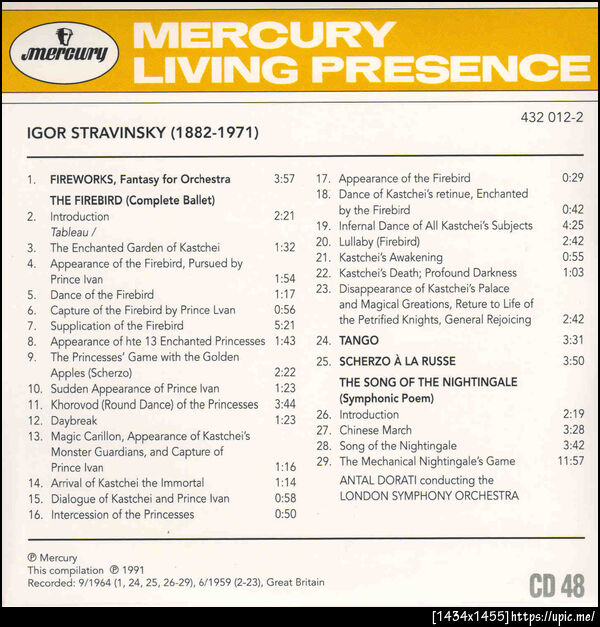 mercury
MERCURY
LIVING PRESENCE
432 012-2
IGOR STRAVINSKY (1882-1971)
1. FIREWORKS, Fantasy for Orchestra 3:57
THE FIREBIRD (Complete Ballet)
2. Introduction 2:21
Tableau /
3. The Enchanted Garden of Kastchei 1:32
4. Appearance of the Firebird, Pursued by
Prince Ivan 1:54
5. Dance of the Firebird 1:17
6. Capture of the Firebird by Prince Lvan 0:56
7. Supplication of the Firebird 5:21
8. Appearance of hte 13 Enchanted Princesses 1:43
9. The Princesses' Game with the Golden
Apples (Scherzo) 2:22
10. Sudden Appearance of Prince Ivan 1:23
11. Khorovod (Round Dance) of the Princesses 3:44
12. Daybreak 1:23
13. Magic Carillon, Appearance of Kastchei's
Monster Guardians, and Capture of
Prince Ivan 1:16
14. Arrival of Kastchei the Immortal 1:14
15. Dialogue of Kastchei and Prince Ivan 0:58
16. Intercession of the Princesses 0:50
17. Appearance of the Firebird 0:29
18. Dance of Kastchei's retinue, Enchanted
by the Firebird 0:42
19. Infernal Dance of All Kastchei's Subjects 4:25
20. Lullaby (Firebird) 2:42
21. Kastchei's Awakening 0:55
22. Kastchei's Death; Profound Darkness 1:03
23. Disappearance of Kastchei's Palace
and Magical Greations, Return to Life of
the Petrified Knights, General Rejoicing 2:42
24. TANGO 3:31
25. SCHERZO À LA RUSSE 3:50
THE SONG OF THE NIGHTINGALE
(Symphonic Poem)
26. Introduction 2:19
27. Chinese March 3:28
28. Song of the Nightingale 3:42
29. The Mechanical Nightingale's Game 11:57
ANTAL DORATI conducting the
LONDON SYMPHONY ORCHESTRA
℗ Mercury
This compilation ℗ 1991
Recorded: 9/1964 (1, 24, 25, 26-29), 6/1959 (2-23), Great Britain
CD 48
[1434x1455]https://upic.me/